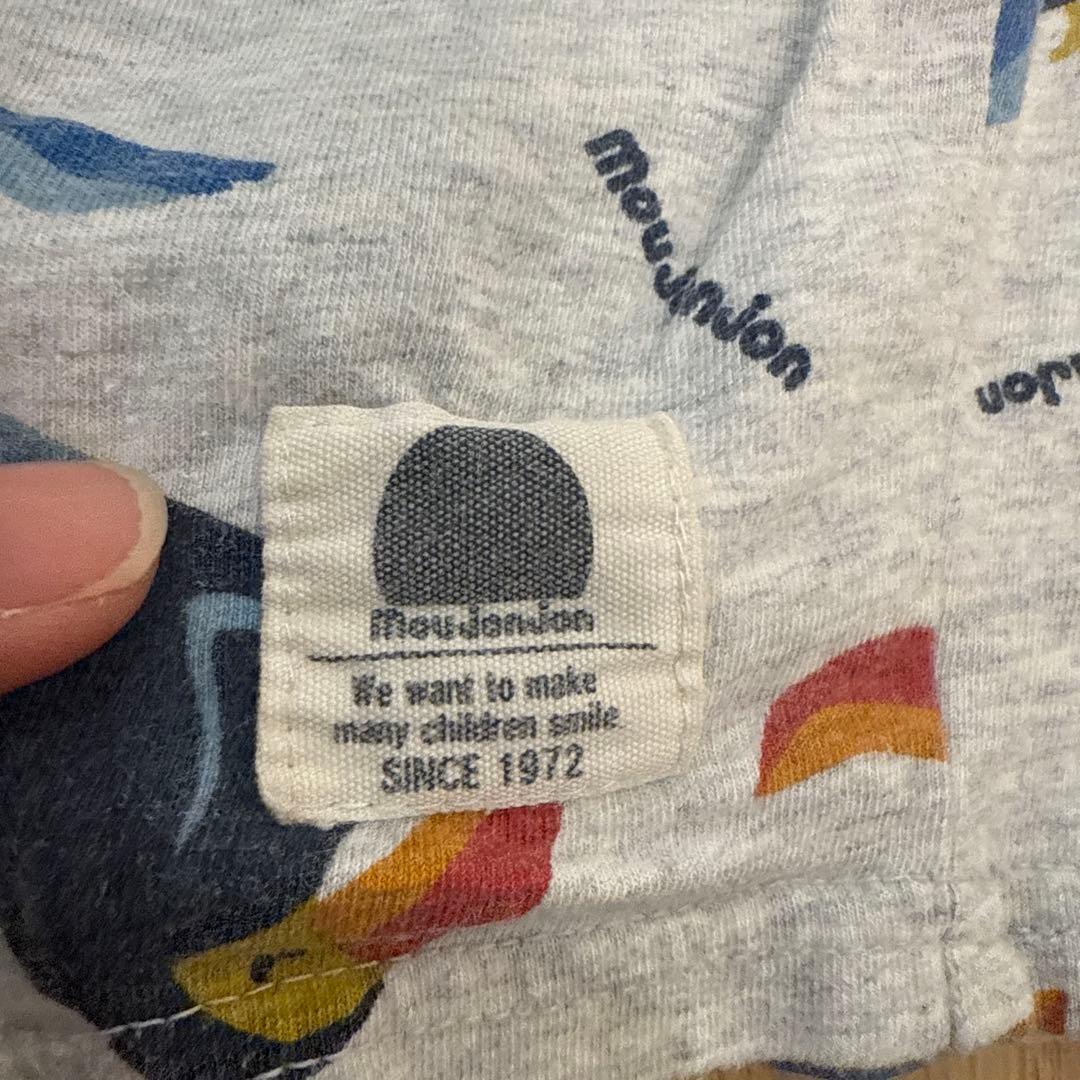 moujonjon
moujonjon
We want to make
many children smile
SINCE 1972